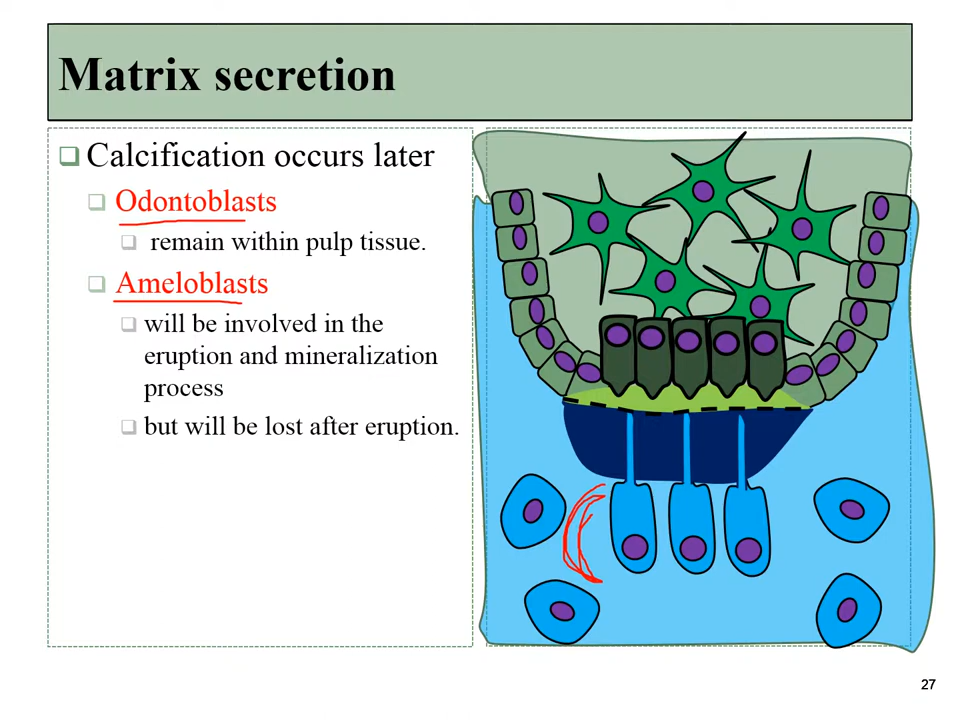 Matrix secretion
Calcification occurs later
Odontoblasts
remain within pulp tissue.
Ameloblasts
will be involved in the
eruption and mineralization
process
but will be lost after eruption.
27